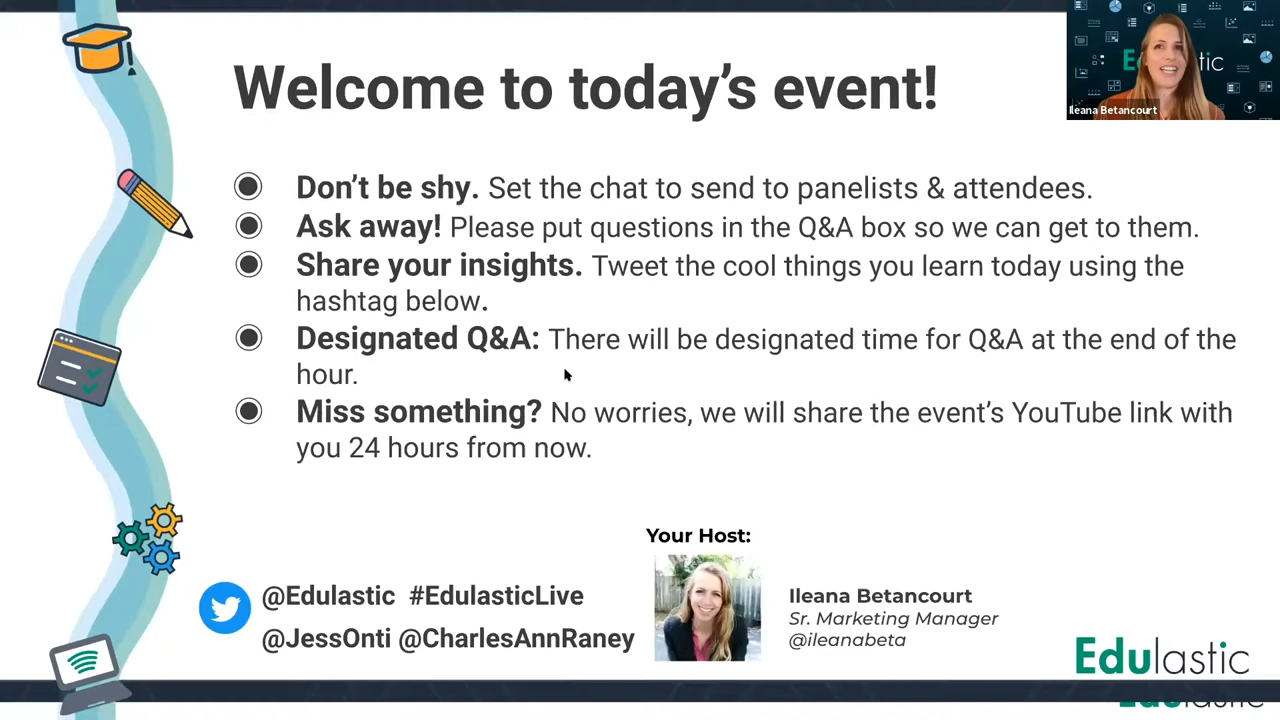 Welcome to today's event!
Edulastic
Ileana Betancourt
Don't be shy. Set the chat to send to panelists & attendees.
Ask away! Please put questions in the Q&A box so we can get to them.
Share your insights. Tweet the cool things you learn today using the
hashtag below.
Designated Q&A: There will be designated time for Q&A at the end of the
hour.
Miss something? No worries, we will share the event's YouTube link with
you 24 hours from now.
Your Host:
@Edulastic #EdulasticLive
@JessOnti @CharlesAnnRaney
Ileana Betancourt
Sr. Marketing Manager
@ileanabeta
Edulastic
Edulastic